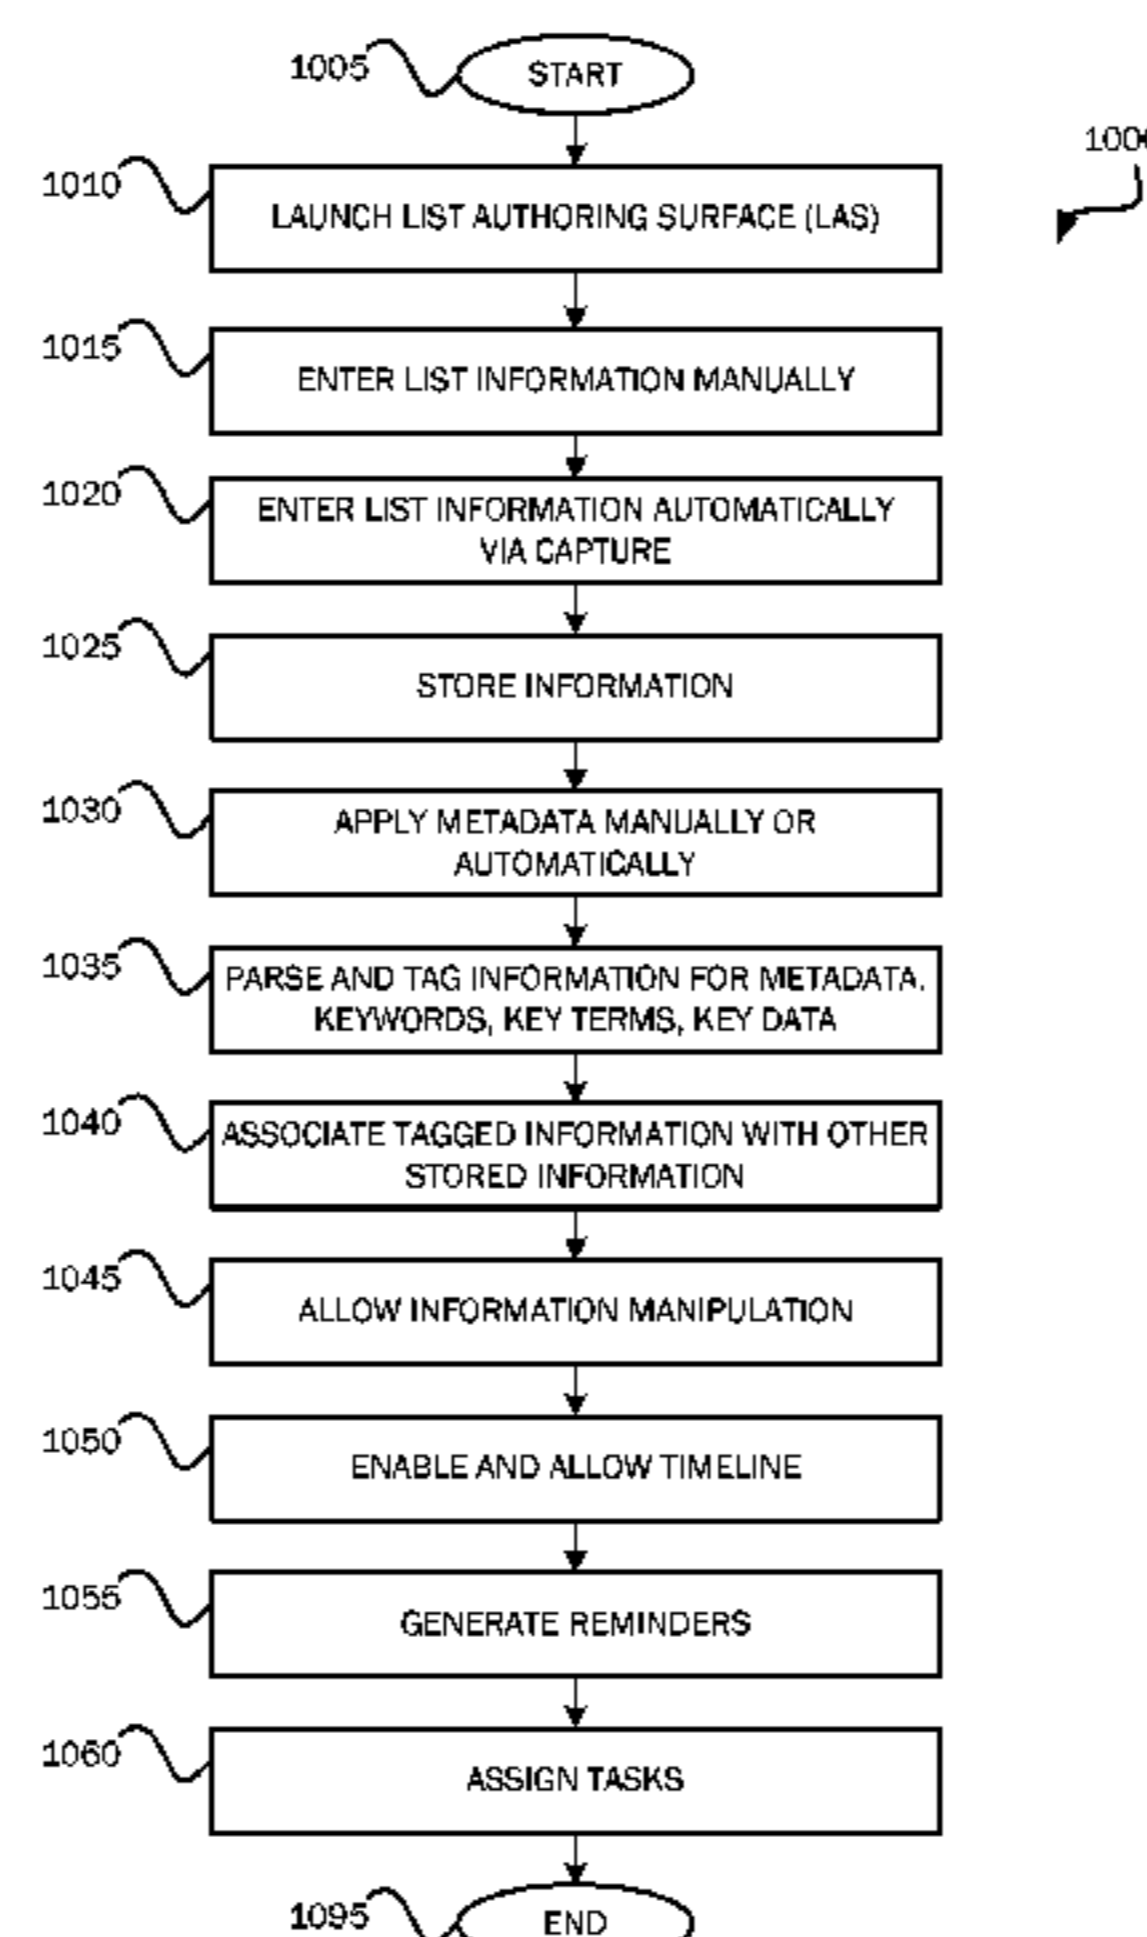 1005
START
100
1010
LAUNCH LIST AUTHORING SURFACE (LAS)
1015
ENTER LIST INFORMATION MANUALLY
1020
ENTER LIST INFORMATION AUTOMATICALLY
VIA CAPTURE
1025
STORE INFORMATION
1030
APPLY METADATA MANUALLY OR
AUTOMATICALLY
1035
PARSE AND TAG INFORMATION FOR METADATA,
KEYWORDS, KEY TERMS, KEY DATA
1040
ASSOCIATE TAGGED INFORMATION WITH OTHER
STORED INFORMATION
1045
ALLOW INFORMATION MANIPULATION
1050
ENABLE AND ALLOW TIMELINE
1055
GENERATE REMINDERS
1060
ASSIGN TASKS
1095
END